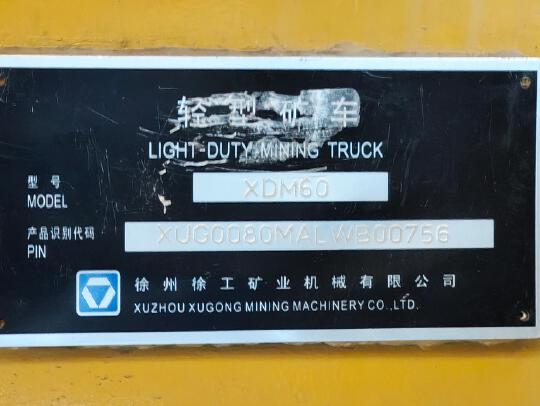 轻型矿车
LIGHT-DUTY MINING TRUCK
型号
MODEL
XDM60
产品识别代码
PIN
XUG0080MALWB00756
徐州徐工矿业机械有限公司
XUZHOU XUGONG MINING MACHINERY CO.,LTD.